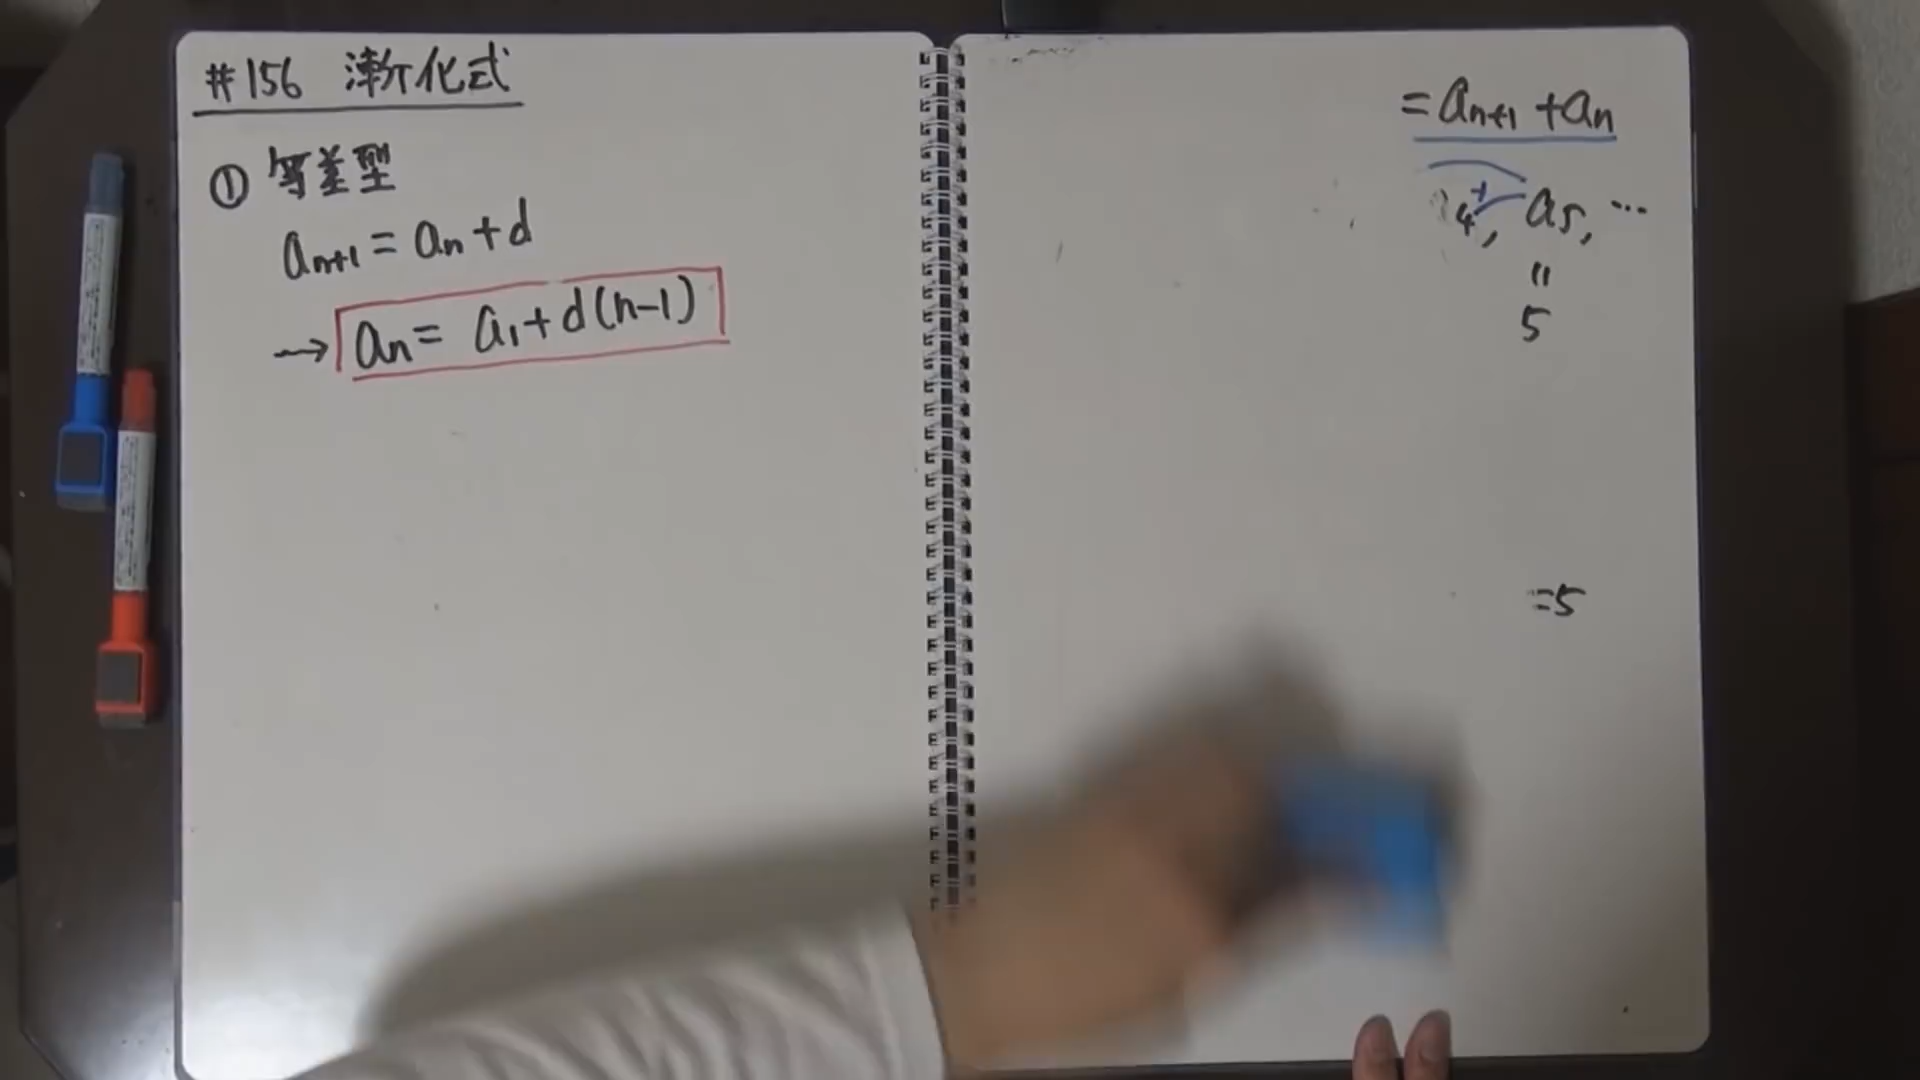 #156 漸化式
① 等差型
an+1 = an + d
→ an = a1 + d(n-1)
= an+1 + an
4, a5, ...
"
5
=5